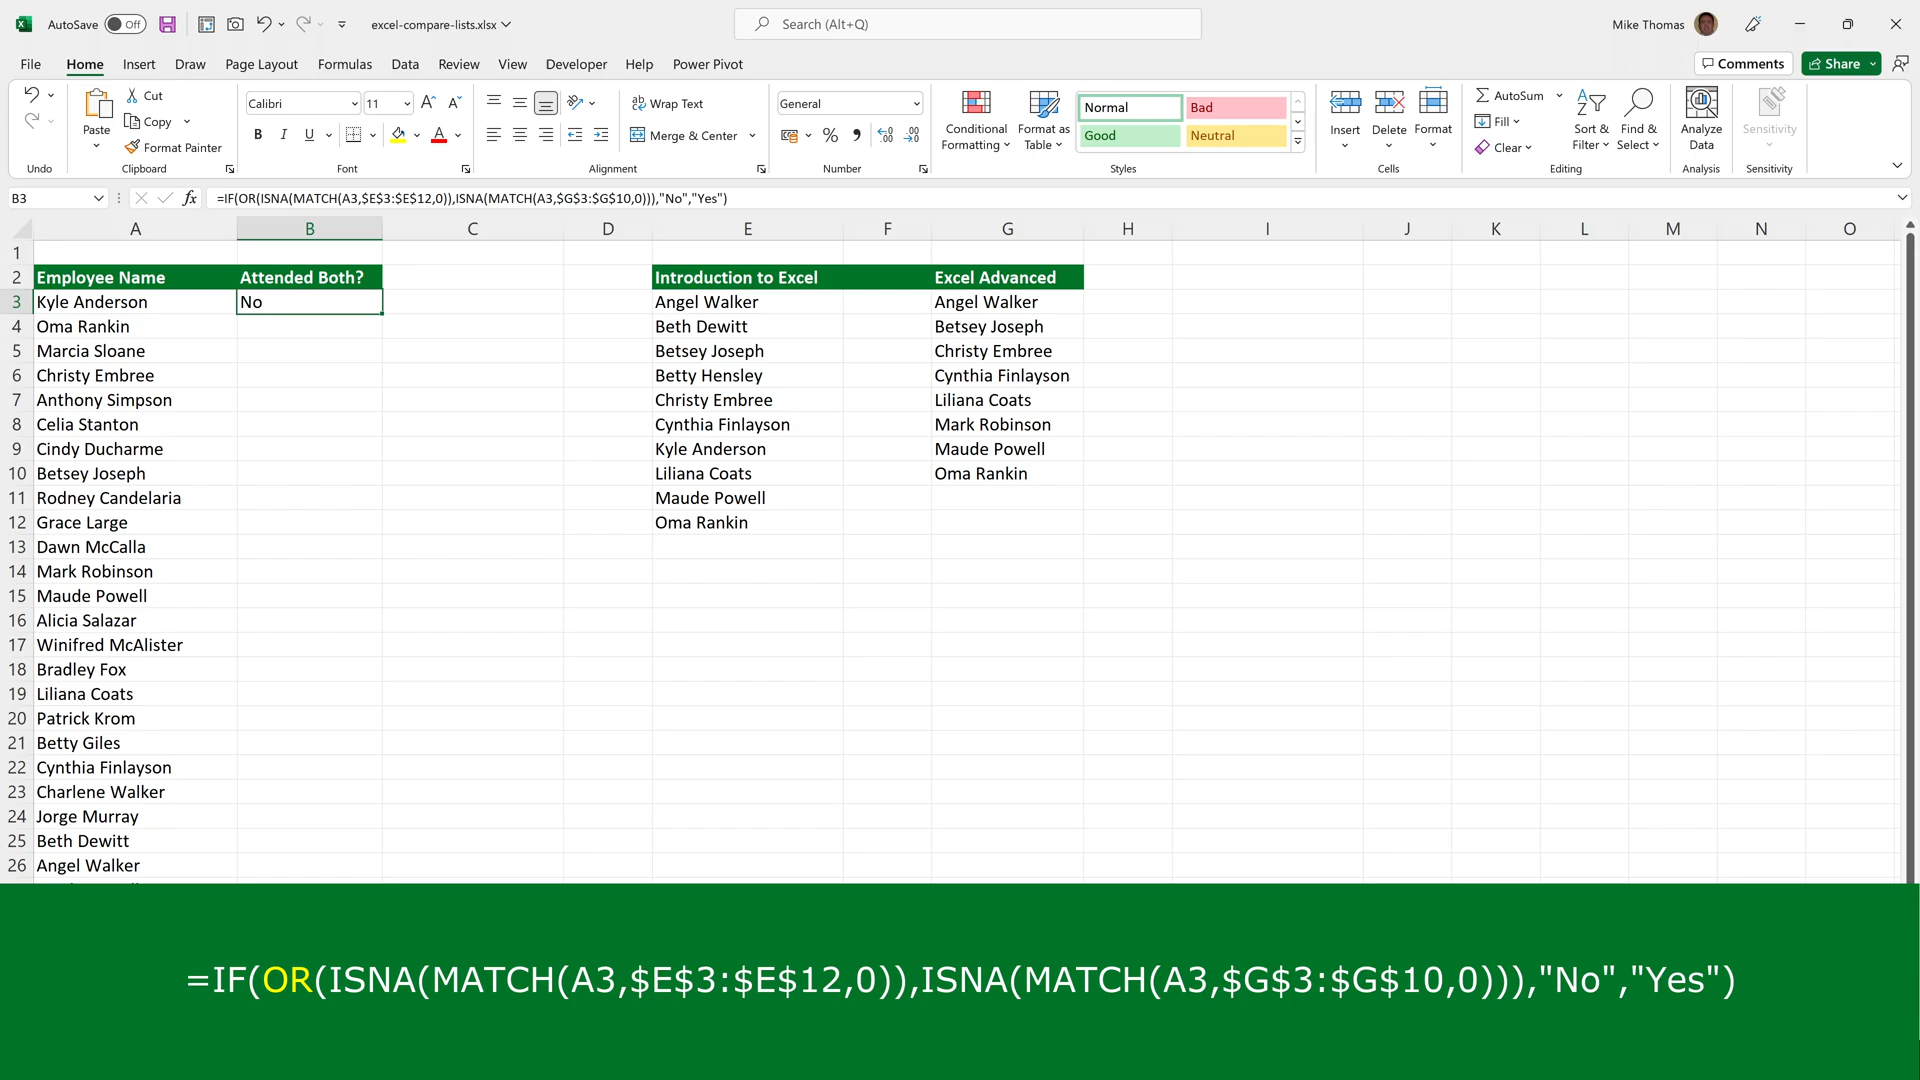 AutoSave Off excel-compare-lists.xlsx Search (Alt+Q) Mike Thomas
File Home Insert Draw Page Layout Formulas Data Review View Developer Help Power Pivot Comments Share
Cut Calibri 11 Wrap Text General Normal Bad AutoSum
Paste Copy Merge & Center Conditional Formatting Format as Table Good Neutral Insert Delete Format Fill Sort & Filter Find & Select Analyze Data Sensitivity
Format Painter Clear
Undo Clipboard Font Alignment Number Styles Cells Editing Analysis Sensitivity
B3 fx =IF(OR(ISNA(MATCH(A3,$E$3:$E$12,0)),ISNA(MATCH(A3,$G$3:$G$10,0))),"No","Yes")
A B C D E F G H I J K L M N O
1
2 Employee Name Attended Both? Introduction to Excel Excel Advanced
3 Kyle Anderson No Angel Walker Angel Walker
4 Oma Rankin Beth Dewitt Betsey Joseph
5 Marcia Sloane Betsey Joseph Christy Embree
6 Christy Embree Betty Hensley Cynthia Finlayson
7 Anthony Simpson Christy Embree Liliana Coats
8 Celia Stanton Cynthia Finlayson Mark Robinson
9 Cindy Ducharme Kyle Anderson Maude Powell
10 Betsey Joseph Liliana Coats Oma Rankin
11 Rodney Candelaria Maude Powell
12 Grace Large Oma Rankin
13 Dawn McCalla
14 Mark Robinson
15 Maude Powell
16 Alicia Salazar
17 Winifred McAlister
18 Bradley Fox
19 Liliana Coats
20 Patrick Krom
21 Betty Giles
22 Cynthia Finlayson
23 Charlene Walker
24 Jorge Murray
25 Beth Dewitt
26 Angel Walker
=IF(OR(ISNA(MATCH(A3,$E$3:$E$12,0)),ISNA(MATCH(A3,$G$3:$G$10,0))),"No","Yes")